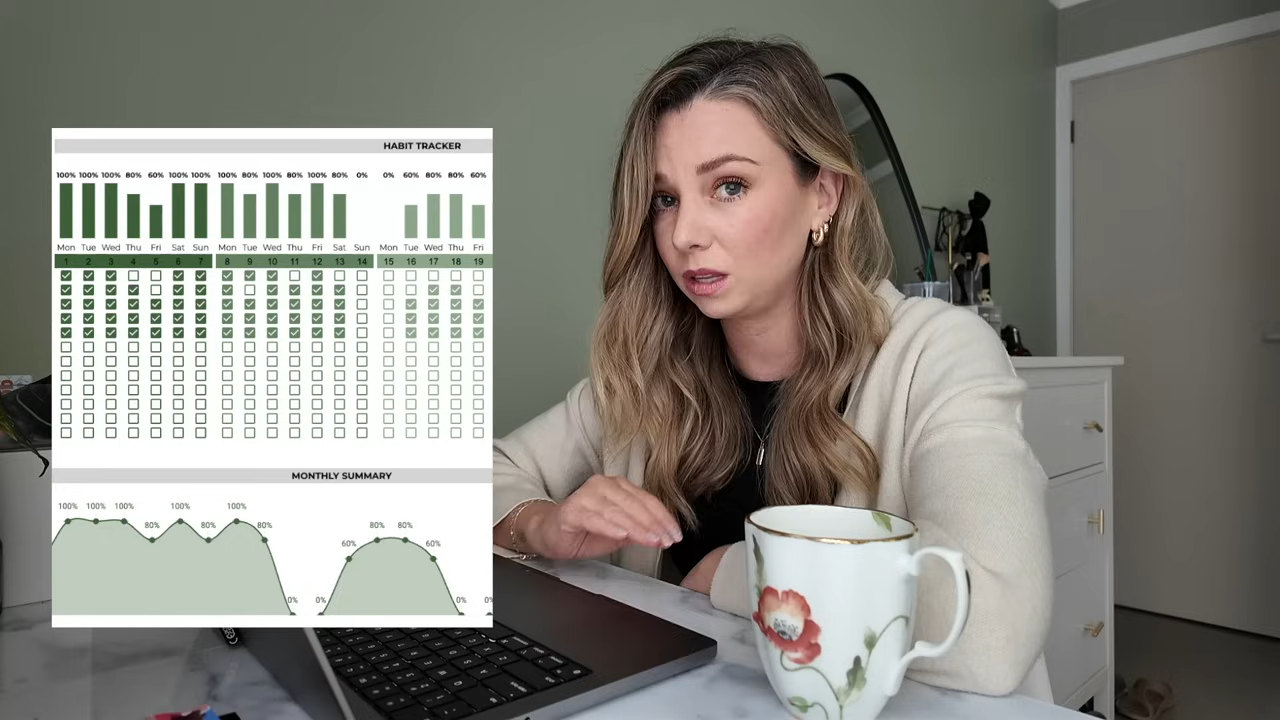 HABIT TRACKER
100% 100% 100% 80% 60% 100% 100% 100% 80% 100% 80% 100% 80% 0% 0% 60% 80% 80% 60%
Mon Tue Wed Thu Fri Sat Sun Mon Tue Wed Thu Fri Sat Sun Mon Tue Wed Thu Fri
1 2 3 4 5 6 7 8 9 10 11 12 13 14 15 16 17 18 19
MONTHLY SUMMARY
100% 100% 100% 100% 100%
80% 80% 80% 80% 80%
60% 60%
0% 0% 0% 0%